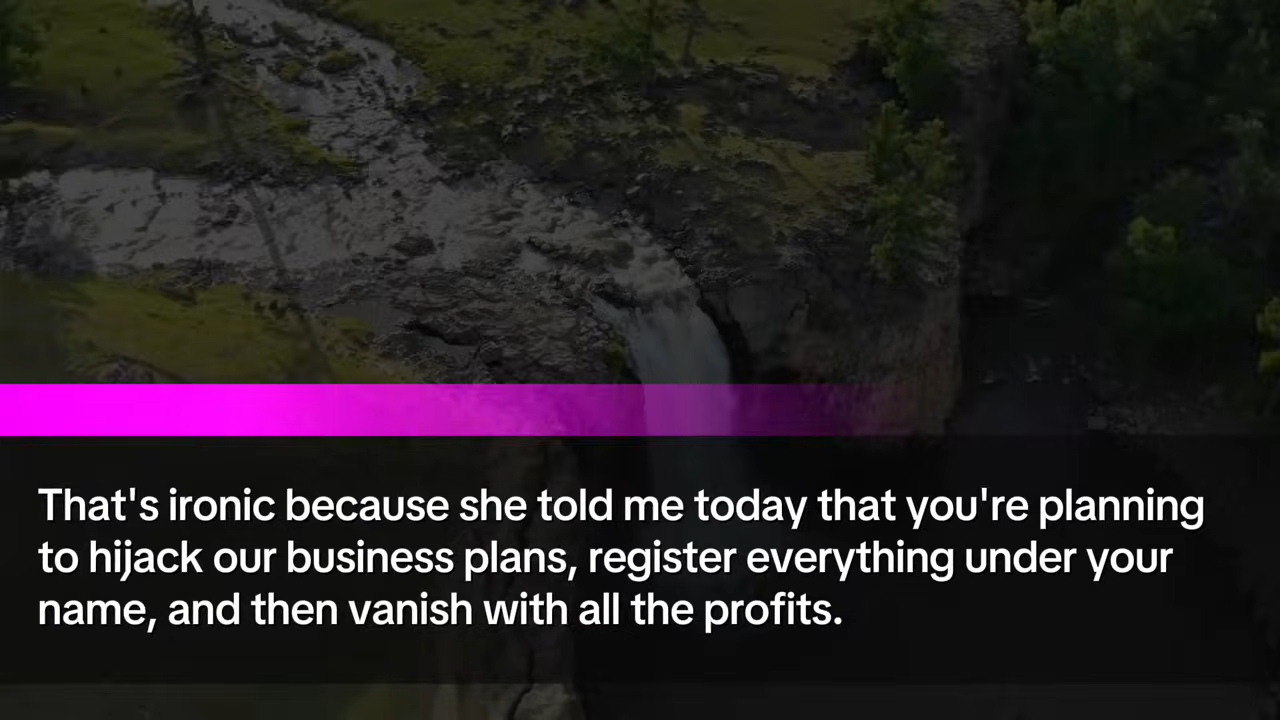 That's ironic because she told me today that you're planning
to hijack our business plans, register everything under your
name, and then vanish with all the profits.